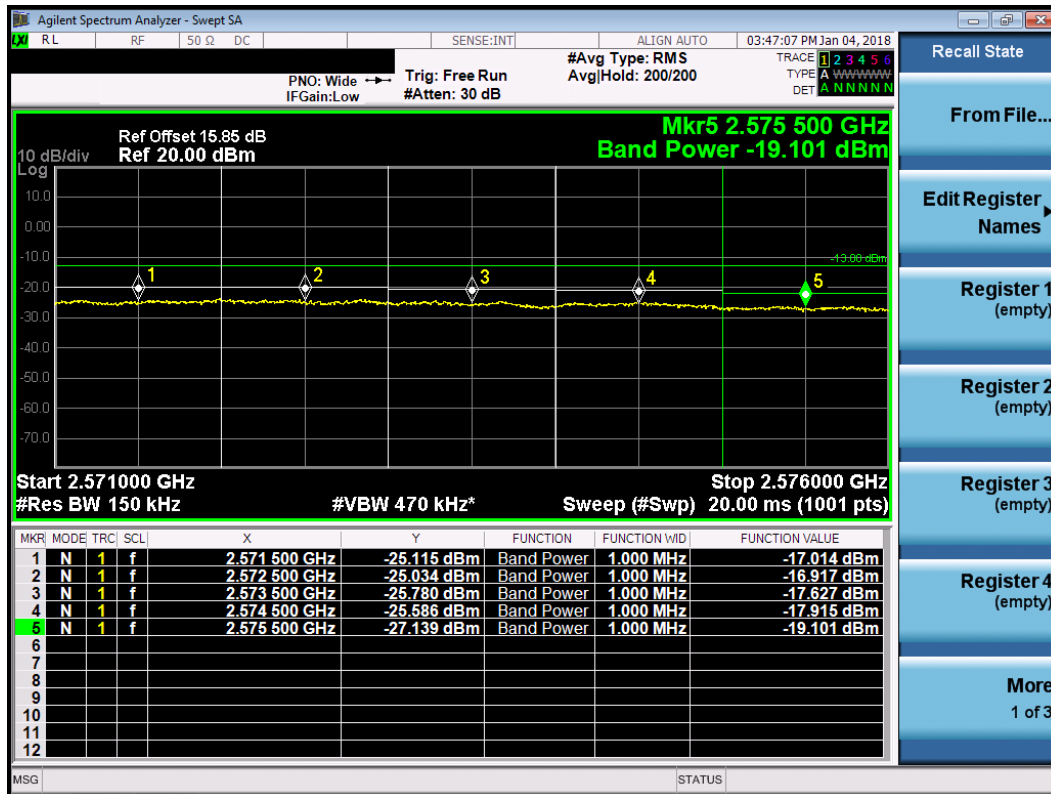 Agilent Spectrum Analyzer - Swept SA
LXI RL RF 50 Ω DC SENSE:INT ALIGN AUTO 03:47:07 PM Jan 04, 2018
PNO: Wide Trig: Free Run #Avg Type: RMS TRACE 1 2 3 4 5 6
IFGain:Low #Atten: 30 dB Avg|Hold: 200/200 TYPE A WWWWW
DET A N N N N N
Mkr5 2.575 500 GHz
Band Power -19.101 dBm
Ref Offset 15.85 dB
10 dB/div Ref 20.00 dBm
Log
10.0
0.00
-10.0
-13.00 dBm
1 2 3 4 5
-20.0
-30.0
-40.0
-50.0
-60.0
-70.0
Start 2.571000 GHz Stop 2.576000 GHz
#Res BW 150 kHz #VBW 470 kHz* Sweep (#Swp) 20.00 ms (1001 pts)
MKR MODE TRC SCL X Y FUNCTION FUNCTION WID FUNCTION VALUE
1 N 1 f 2.571 500 GHz -25.115 dBm Band Power 1.000 MHz -17.014 dBm
2 N 1 f 2.572 500 GHz -25.034 dBm Band Power 1.000 MHz -16.917 dBm
3 N 1 f 2.573 500 GHz -25.780 dBm Band Power 1.000 MHz -17.627 dBm
4 N 1 f 2.574 500 GHz -25.586 dBm Band Power 1.000 MHz -17.915 dBm
5 N 1 f 2.575 500 GHz -27.139 dBm Band Power 1.000 MHz -19.101 dBm
6
7
8
9
10
11
12
MSG STATUS
Recall State
From File...
Edit Register
Names
Register 1
(empty)
Register 2
(empty)
Register 3
(empty)
Register 4
(empty)
More
1 of 3